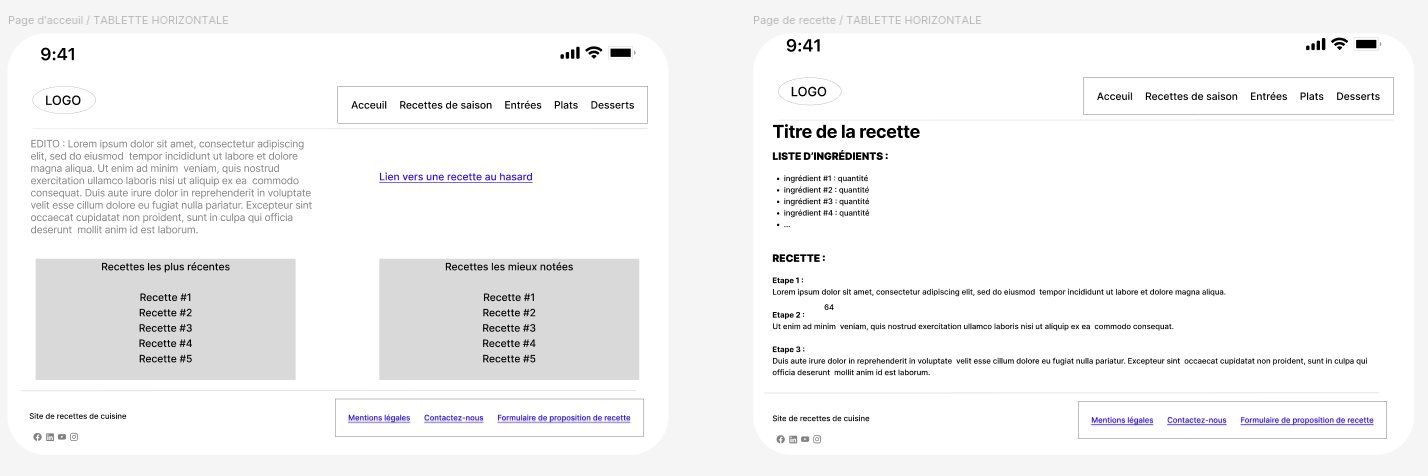 Page d'acceuil / TABLETTE HORIZONTALE
9:41
LOGO
Acceuil Recettes de saison Entrées Plats Desserts
EDITO : Lorem ipsum dolor sit amet, consectetur adipiscing
elit, sed do eiusmod tempor incididunt ut labore et dolore
magna aliqua. Ut enim ad minim veniam, quis nostrud
exercitation ullamco laboris nisi ut aliquip ex ea commodo
consequat. Duis aute irure dolor in reprehenderit in voluptate
velit esse cillum dolore eu fugiat nulla pariatur. Excepteur sint
occaecat cupidatat non proident, sunt in culpa qui officia
deserunt mollit anim id est laborum.
Lien vers une recette au hasard
Recettes les plus récentes
Recette #1
Recette #2
Recette #3
Recette #4
Recette #5
Recettes les mieux notées
Recette #1
Recette #2
Recette #3
Recette #4
Recette #5
Site de recettes de cuisine
Mentions légales Contactez-nous Formulaire de proposition de recette
Page de recette / TABLETTE HORIZONTALE
9:41
LOGO
Acceuil Recettes de saison Entrées Plats Desserts
Titre de la recette
LISTE D'INGRÉDIENTS :
• ingrédient #1 : quantité
• ingrédient #2 : quantité
• ingrédient #3 : quantité
• ingrédient #4 : quantité
• ...
RECETTE :
Etape 1 :
Lorem ipsum dolor sit amet, consectetur adipiscing elit, sed do eiusmod tempor incididunt ut labore et dolore magna aliqua.
64
Etape 2 :
Ut enim ad minim veniam, quis nostrud exercitation ullamco laboris nisi ut aliquip ex ea commodo consequat.
Etape 3 :
Duis aute irure dolor in reprehenderit in voluptate velit esse cillum dolore eu fugiat nulla pariatur. Excepteur sint occaecat cupidatat non proident, sunt in culpa qui
officia deserunt mollit anim id est laborum.
Site de recettes de cuisine
Mentions légales Contactez-nous Formulaire de proposition de recette